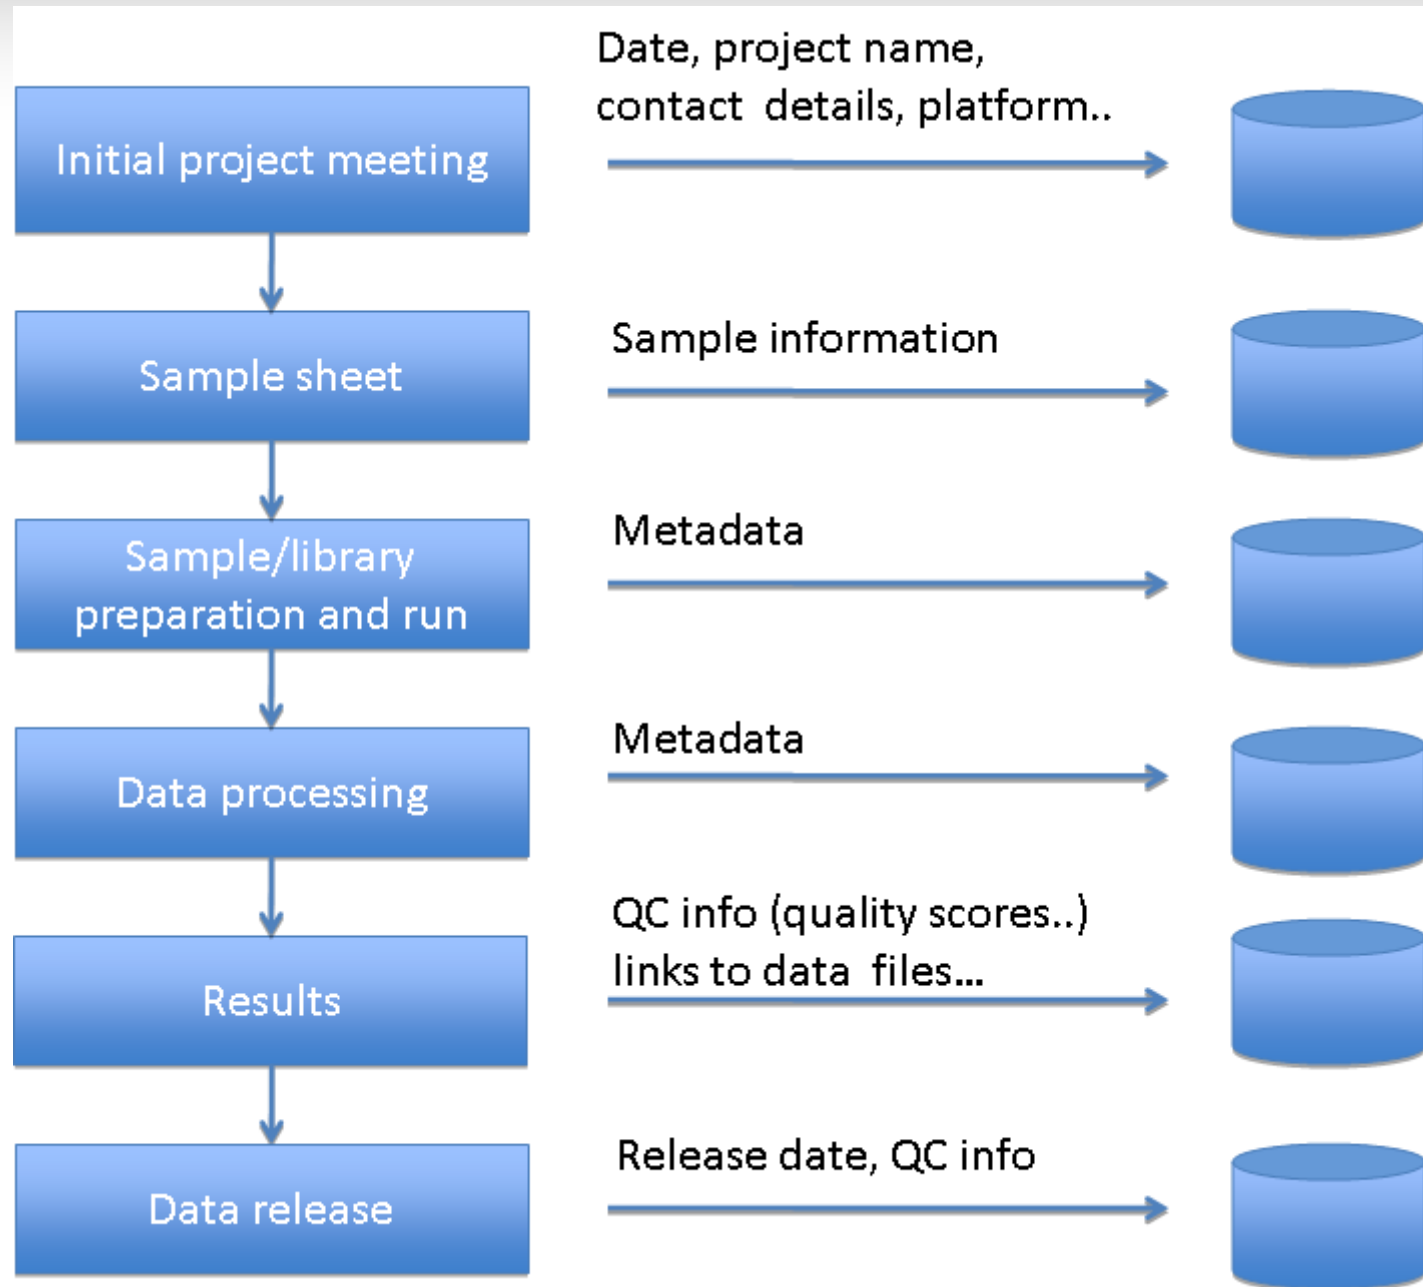 Date, project name,
contact details, platform..
Initial project meeting
Sample information
Sample sheet
Metadata
Sample/library
preparation and run
Metadata
Data processing
QC info (quality scores..)
links to data files...
Results
Release date, QC info
Data release